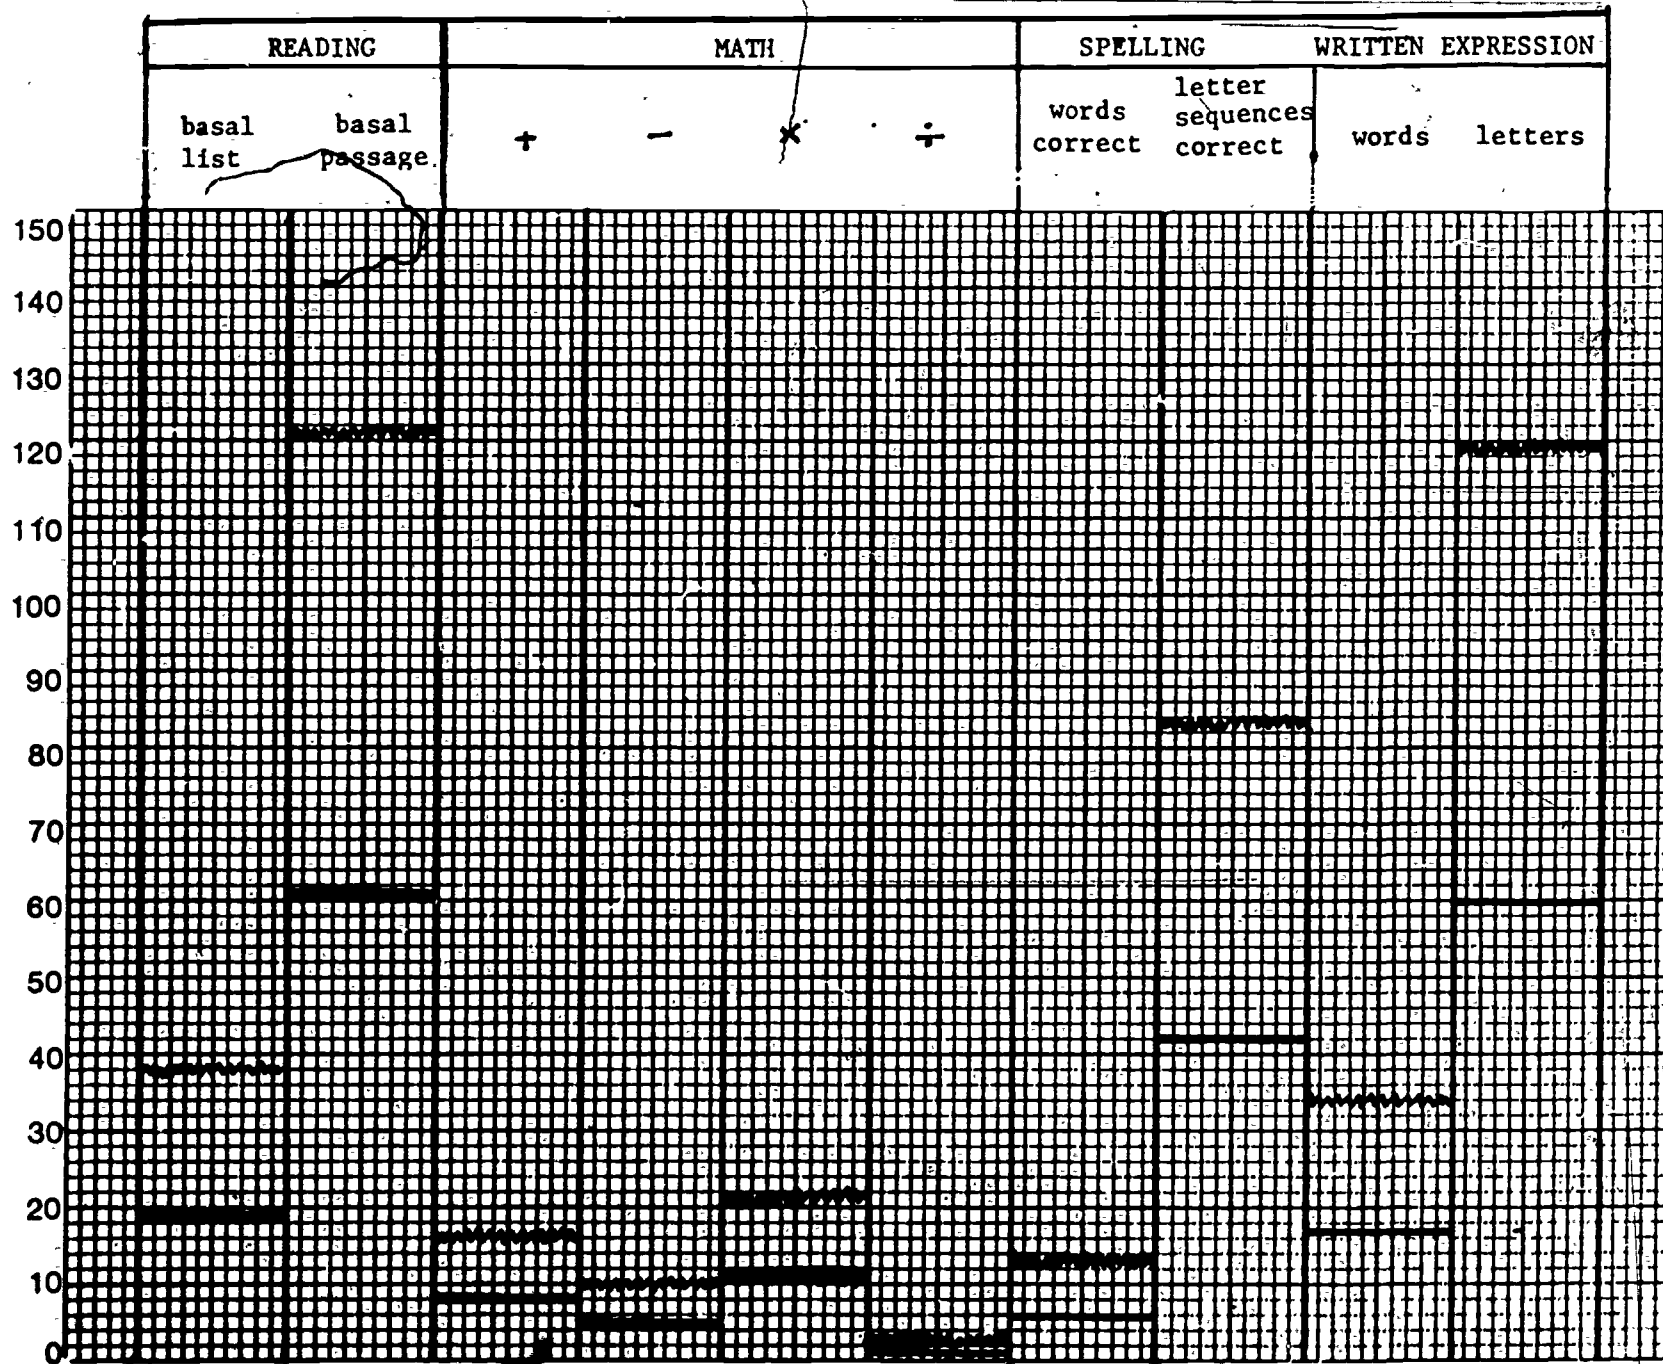 READING MATH SPELLING WRITTEN EXPRESSION
basal list
basal passage
+ - × ÷
words correct
letter sequences correct
words letters
150
140
130
120
110
100
90
80
70
60
50
40
30
20
10
0